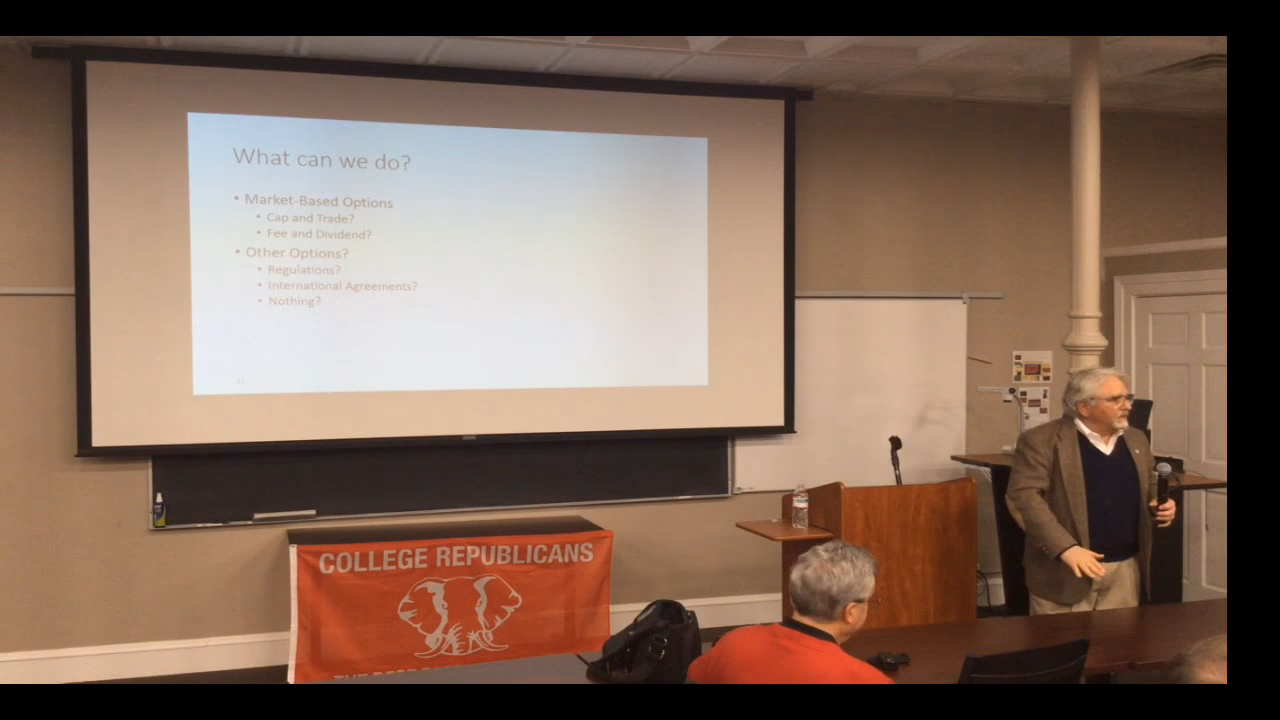 What can we do?
• Market-Based Options
• Cap and Trade?
• Fee and Dividend?
• Other Options?
• Regulations?
• International Agreements?
• Nothing?
COLLEGE REPUBLICANS